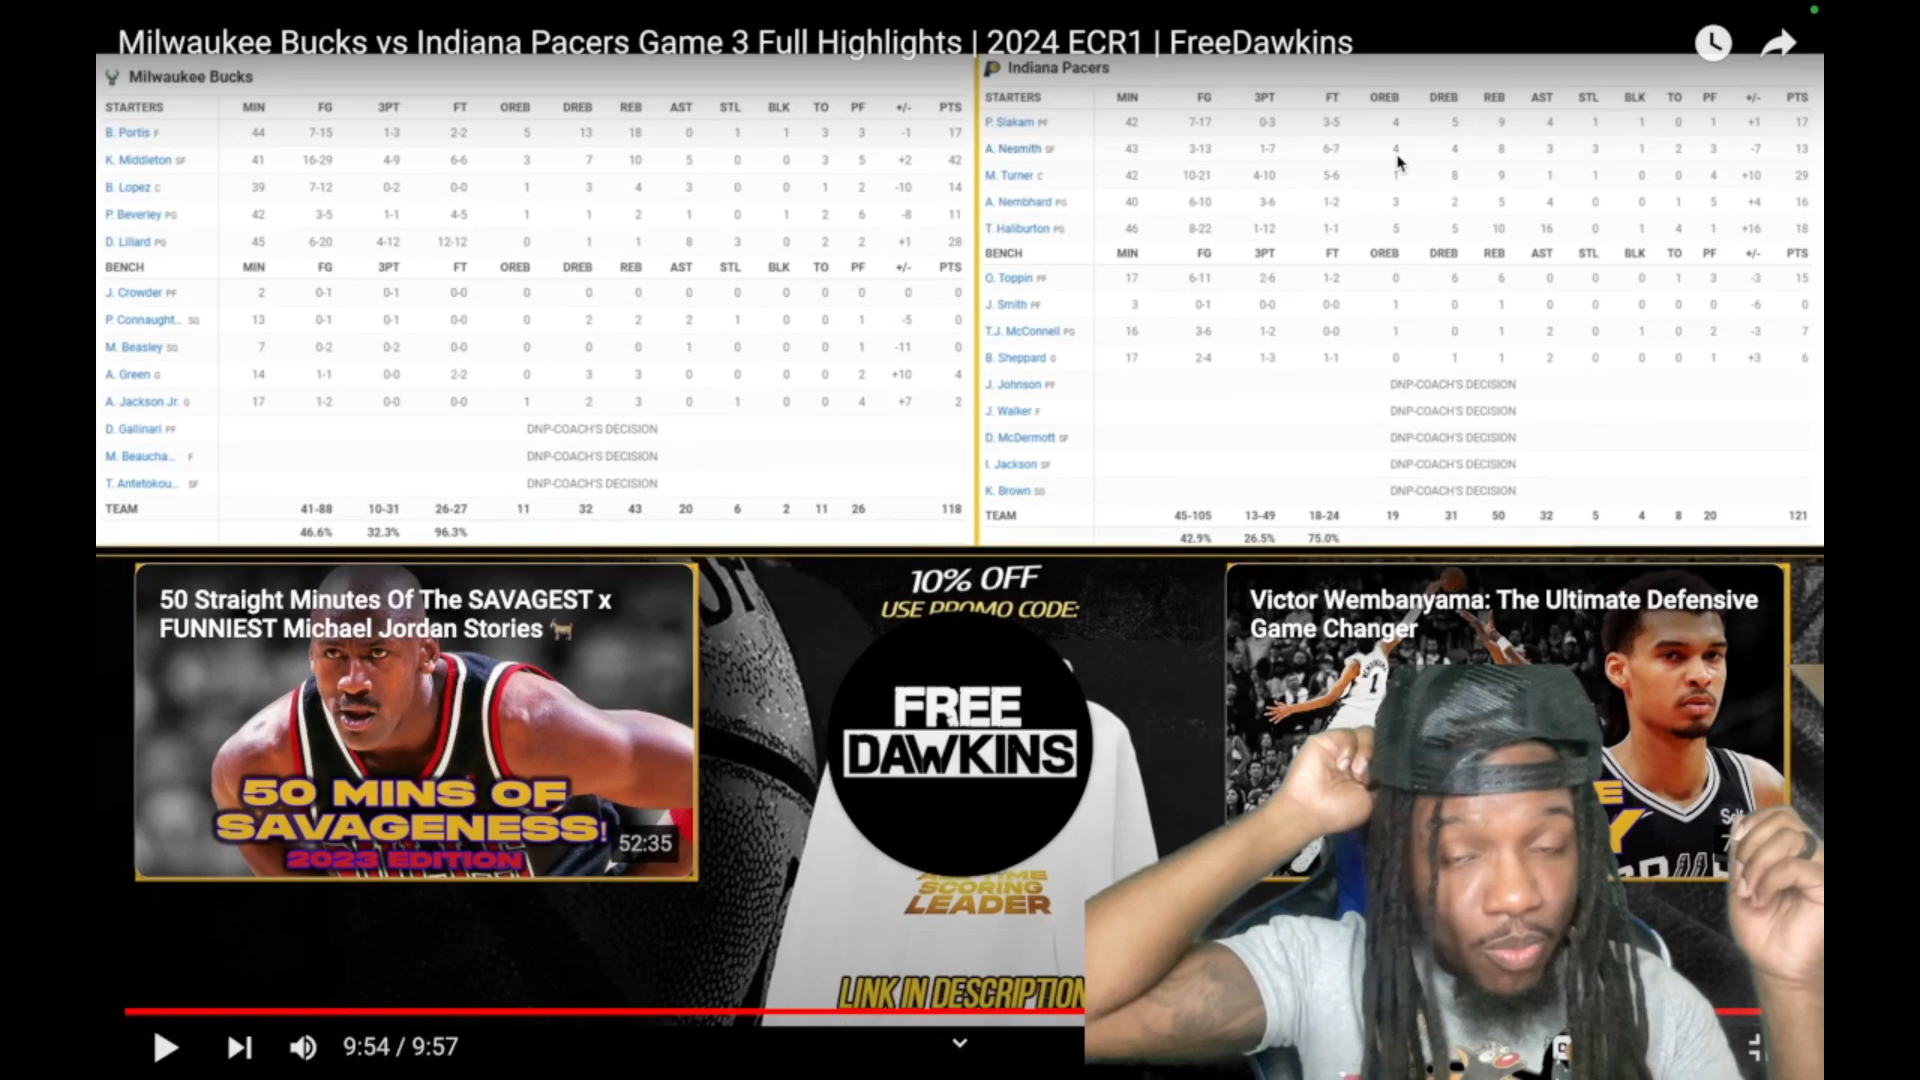 Milwaukee Bucks vs Indiana Pacers Game 3 Full Highlights | 2024 ECR1 | FreeDawkins
Milwaukee Bucks
STARTERS MIN FG 3PT FT OREB DREB REB AST STL BLK TO PF +/- PTS
B. Portis F 44 7-15 1-3 2-2 5 13 18 0 1 1 3 3 -1 17
K. Middleton SF 41 16-29 4-9 6-6 3 7 10 5 0 0 3 5 +2 42
B. Lopez C 39 7-12 0-2 0-0 1 3 4 3 0 0 1 2 -10 14
P. Beverley PG 42 3-5 1-1 4-5 1 1 2 1 0 1 2 6 -8 11
D. Lillard PG 45 6-20 4-12 12-12 0 1 1 8 3 0 2 2 +1 28
BENCH MIN FG 3PT FT OREB DREB REB AST STL BLK TO PF +/- PTS
J. Crowder PF 2 0-1 0-1 0-0 0 0 0 0 0 0 0 0 0 0
P. Connaught... SG 13 0-1 0-1 0-0 0 2 2 2 1 0 0 1 -5 0
M. Beasley SG 7 0-2 0-2 0-0 0 0 0 1 0 0 0 1 -11 0
A. Green G 14 1-1 0-0 2-2 0 3 3 0 0 0 0 2 +10 4
A. Jackson Jr. G 17 1-2 0-0 0-0 1 2 3 0 1 0 0 4 +7 2
D. Gallinari PF DNP-COACH'S DECISION
M. Beaucha... F DNP-COACH'S DECISION
T. Antetokou... SF DNP-COACH'S DECISION
TEAM 41-88 10-31 26-27 11 32 43 20 6 2 11 26 118
46.6% 32.3% 96.3%
Indiana Pacers
STARTERS MIN FG 3PT FT OREB DREB REB AST STL BLK TO PF +/- PTS
P. Siakam PF 42 7-17 0-3 3-5 4 5 9 4 1 1 0 1 +1 17
A. Nesmith SF 43 3-13 1-7 6-7 4 4 8 3 3 1 2 3 -7 13
M. Turner C 42 10-21 4-10 5-6 1 8 9 1 1 0 0 4 +10 29
A. Nembhard PG 40 6-10 3-6 1-2 3 2 5 4 0 0 1 5 +4 16
T. Haliburton PG 46 8-22 1-12 1-1 5 5 10 16 0 1 4 1 +16 18
BENCH MIN FG 3PT FT OREB DREB REB AST STL BLK TO PF +/- PTS
O. Toppin PF 17 6-11 2-6 1-2 0 6 6 0 0 0 1 3 -3 15
J. Smith PF 3 0-1 0-0 0-0 1 0 1 0 0 0 0 0 -6 0
T.J. McConnell PG 16 3-6 1-2 0-0 1 0 1 2 0 1 0 2 -3 7
B. Sheppard G 17 2-4 1-3 1-1 0 1 1 2 0 0 0 1 +3 6
J. Johnson PF DNP-COACH'S DECISION
J. Walker F DNP-COACH'S DECISION
D. McDermott SF DNP-COACH'S DECISION
I. Jackson SF DNP-COACH'S DECISION
K. Brown SG DNP-COACH'S DECISION
TEAM 45-105 13-49 18-24 19 31 50 32 5 4 8 20 121
42.9% 26.5% 75.0%
50 Straight Minutes Of The SAVAGEST x
FUNNIEST Michael Jordan Stories
50 MINS OF
SAVAGENESS!
2023 EDITION
52:35
10% OFF
USE PROMO CODE:
FREE
DAWKINS
ALL TIME
SCORING
LEADER
LINK IN DESCRIPTION
Victor Wembanyama: The Ultimate Defensive
Game Changer
9:54 / 9:57